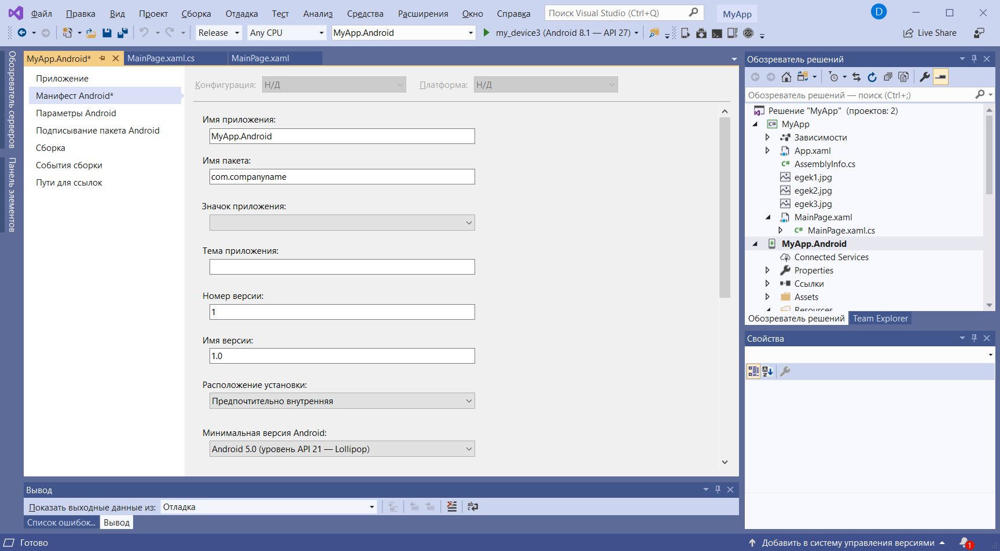 Файл Правка Вид Проект Сборка Отладка Тест Анализ Средства Расширения Окно Справка Поиск Visual Studio (Ctrl+Q) MyApp D
Release Any CPU MyApp.Android my_device3 (Android 8.1 — API 27) Live Share
Обозреватель серверов
Панель элементов
MyApp.Android* MainPage.xaml.cs MainPage.xaml
Приложение
Манифест Android*
Параметры Android
Подписывание пакета Android
Сборка
События сборки
Пути для ссылок
Конфигурация: Н/Д Платформа: Н/Д
Имя приложения:
MyApp.Android
Имя пакета:
com.companyname
Значок приложения:
Тема приложения:
Номер версии:
1
Имя версии:
1.0
Расположение установки:
Предпочтительно внутренняя
Минимальная версия Android:
Android 5.0 (уровень API 21 — Lollipop)
Вывод
Показать выходные данные из: Отладка
Список ошибок... Вывод
Обозреватель решений
Обозреватель решений — поиск (Ctrl+;)
Решение "MyApp" (проектов: 2)
MyApp
Зависимости
App.xaml
AssemblyInfo.cs
egek1.jpg
egek2.jpg
egek3.jpg
MainPage.xaml
MainPage.xaml.cs
MyApp.Android
Connected Services
Properties
Ссылки
Assets
Resources
Обозреватель решений Team Explorer
Свойства
Готово Добавить в систему управления версиями 1